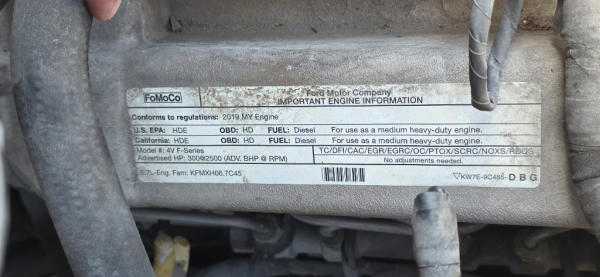 FoMoCo
Ford Motor Company
IMPORTANT ENGINE INFORMATION
Conforms to regulations: 2019 MY Engine
U.S. EPA: HDE OBD: HD FUEL: Diesel For use as a medium heavy-duty engine.
California: HDE OBD: HD FUEL: Diesel For use as a medium heavy-duty engine.
Model #: 4V F-Series TC/DFI/CAC/EGR/EGRC/OC/PTOX/SCRC/NOXS/RDQS
Advertised HP: 300@2500 (ADV. BHP @ RPM) No adjustments needed.
6.7L-Eng. Fam: KFMXH06.7C45 KW7E-9C485-DBG